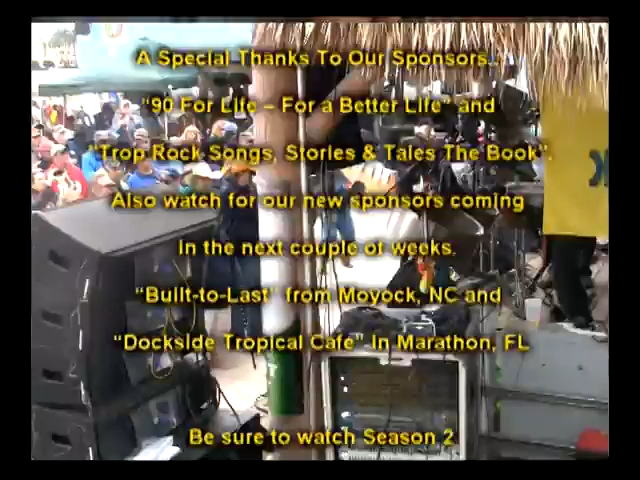 A Special Thanks To Our Sponsors..
"90 For Life – For a Better Life" and
"Trop Rock Songs, Stories & Tales The Book".
Also watch for our new sponsors coming
in the next couple of weeks.
"Built-to-Last" from Moyock, NC and
"Dockside Tropical Cafe" in Marathon, FL
Be sure to watch Season 2